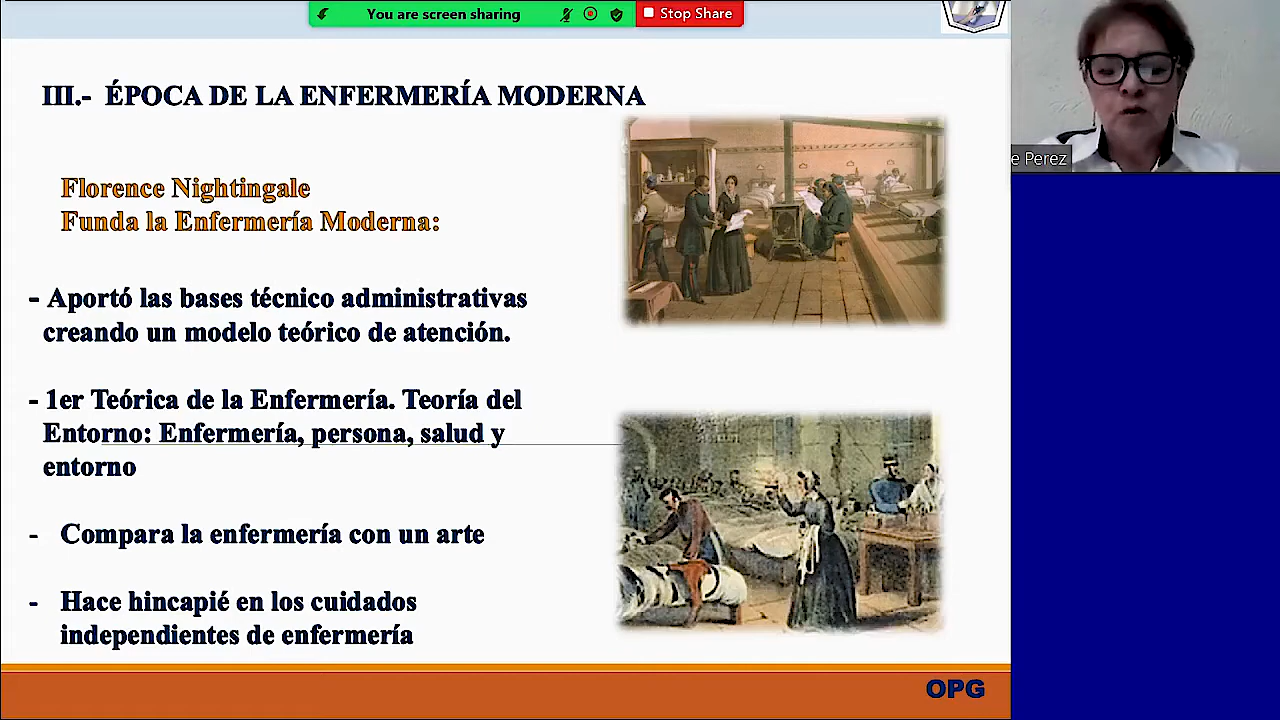 You are screen sharing
Stop Share
III.- ÉPOCA DE LA ENFERMERÍA MODERNA
e Perez
Florence Nightingale
Funda la Enfermería Moderna:
- Aportó las bases técnico administrativas
creando un modelo teórico de atención.
- 1er Teórica de la Enfermería. Teoría del
Entorno: Enfermería, persona, salud y
entorno
- Compara la enfermería con un arte
- Hace hincapié en los cuidados
independientes de enfermería
OPG